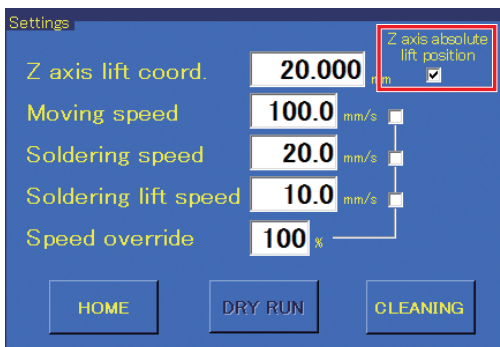 Settings
Z axis absolute
lift position
Z axis lift coord. 20.000 mm
Moving speed 100.0 mm/s
Soldering speed 20.0 mm/s
Soldering lift speed 10.0 mm/s
Speed override 100 %
HOME DRY RUN CLEANING